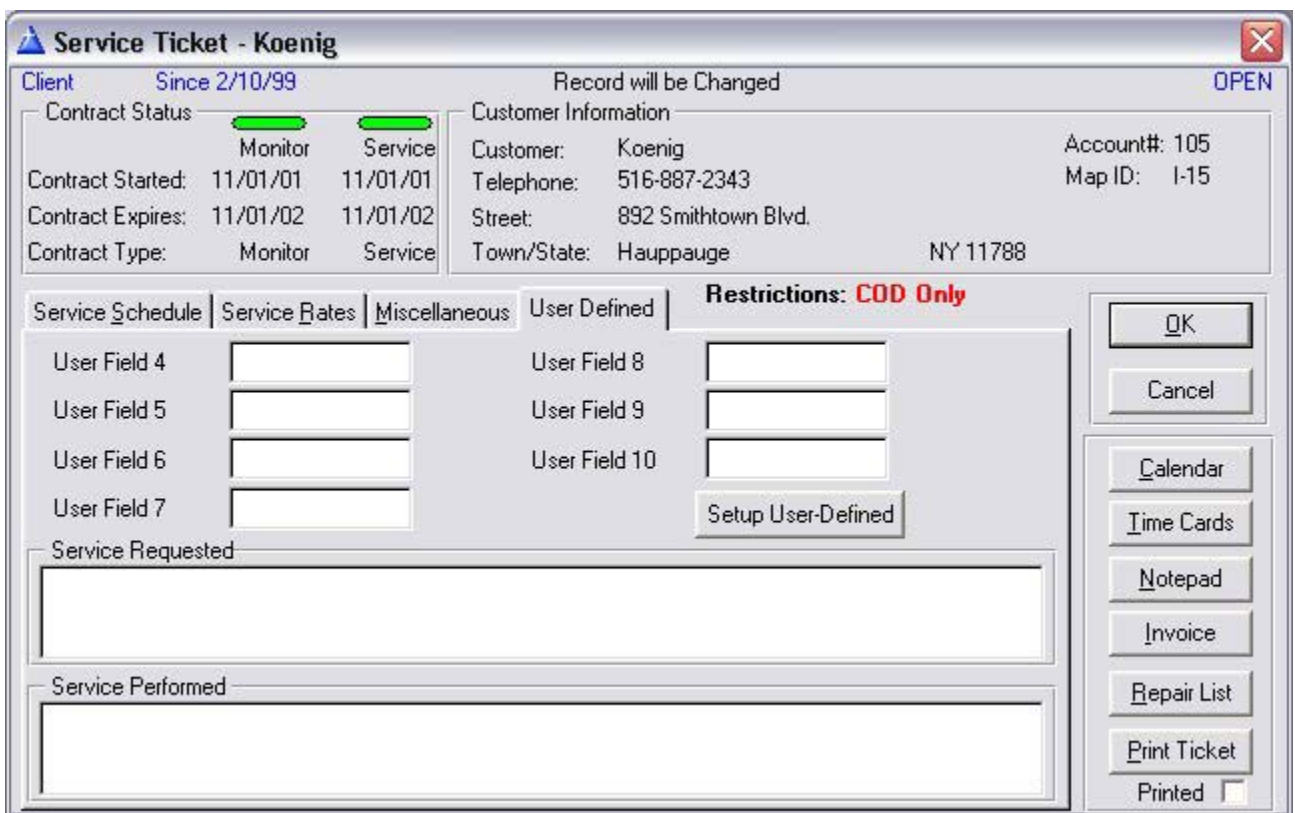 Service Ticket - Koenig
Client Since 2/10/99 Record will be Changed OPEN
Contract Status
Monitor Service
Contract Started: 11/01/01 11/01/01
Contract Expires: 11/01/02 11/01/02
Contract Type: Monitor Service
Customer Information
Customer: Koenig
Telephone: 516-887-2343
Street: 892 Smithtown Blvd.
Town/State: Hauppauge NY 11788
Account#: 105
Map ID: I-15
Service Schedule Service Rates Miscellaneous User Defined
Restrictions: COD Only
User Field 4 User Field 8
User Field 5 User Field 9
User Field 6 User Field 10
User Field 7 Setup User-Defined
Service Requested
Service Performed
OK
Cancel
Calendar
Time Cards
Notepad
Invoice
Repair List
Print Ticket
Printed